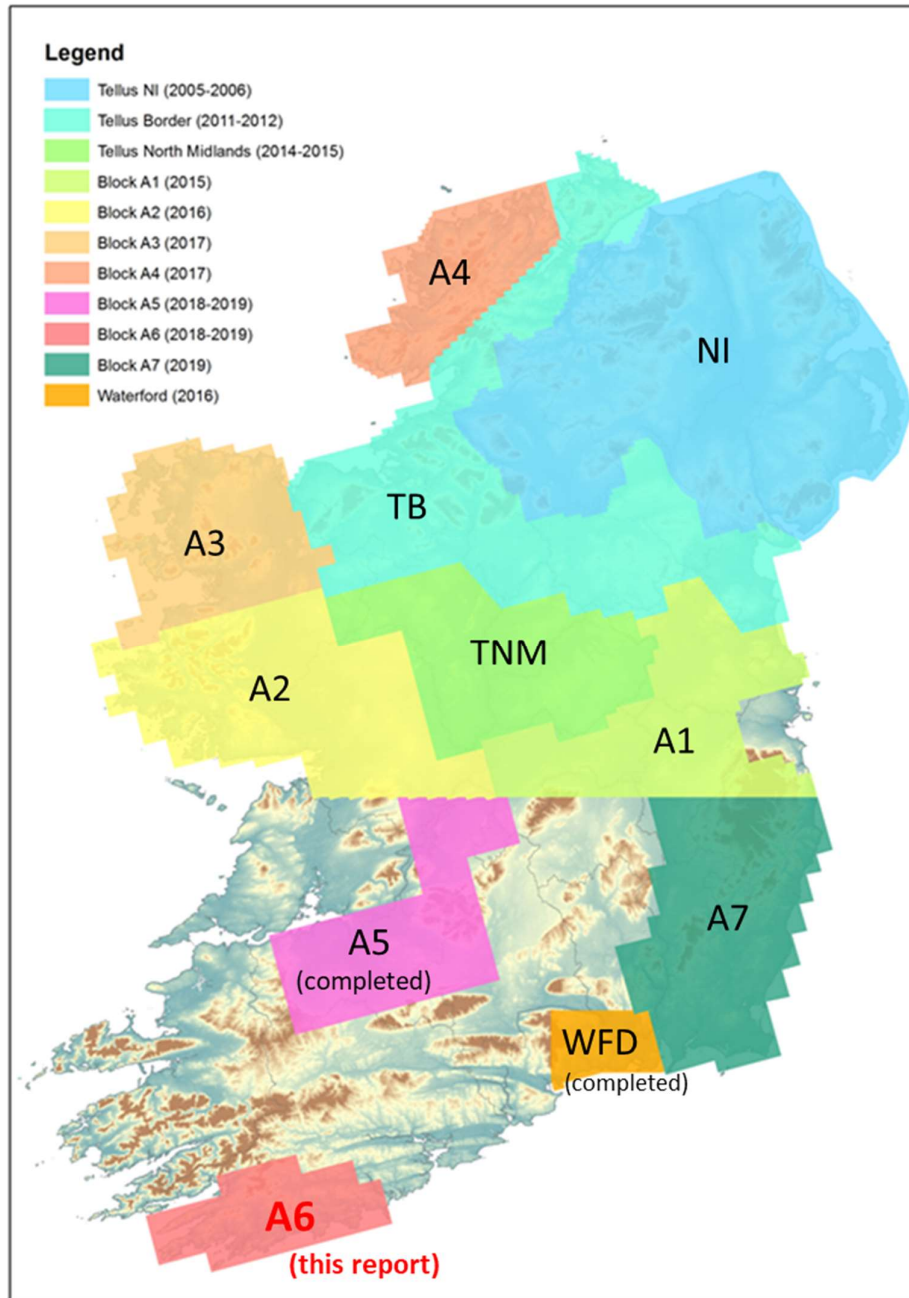 Legend
Tellus NI (2005-2006)
Tellus Border (2011-2012)
Tellus North Midlands (2014-2015)
Block A1 (2015)
Block A2 (2016)
Block A3 (2017)
Block A4 (2017)
Block A5 (2018-2019)
Block A6 (2018-2019)
Block A7 (2019)
Waterford (2016)
A4
NI
TB
A3
TNM
A2
A1
A7
A5
(completed)
WFD
(completed)
A6
(this report)